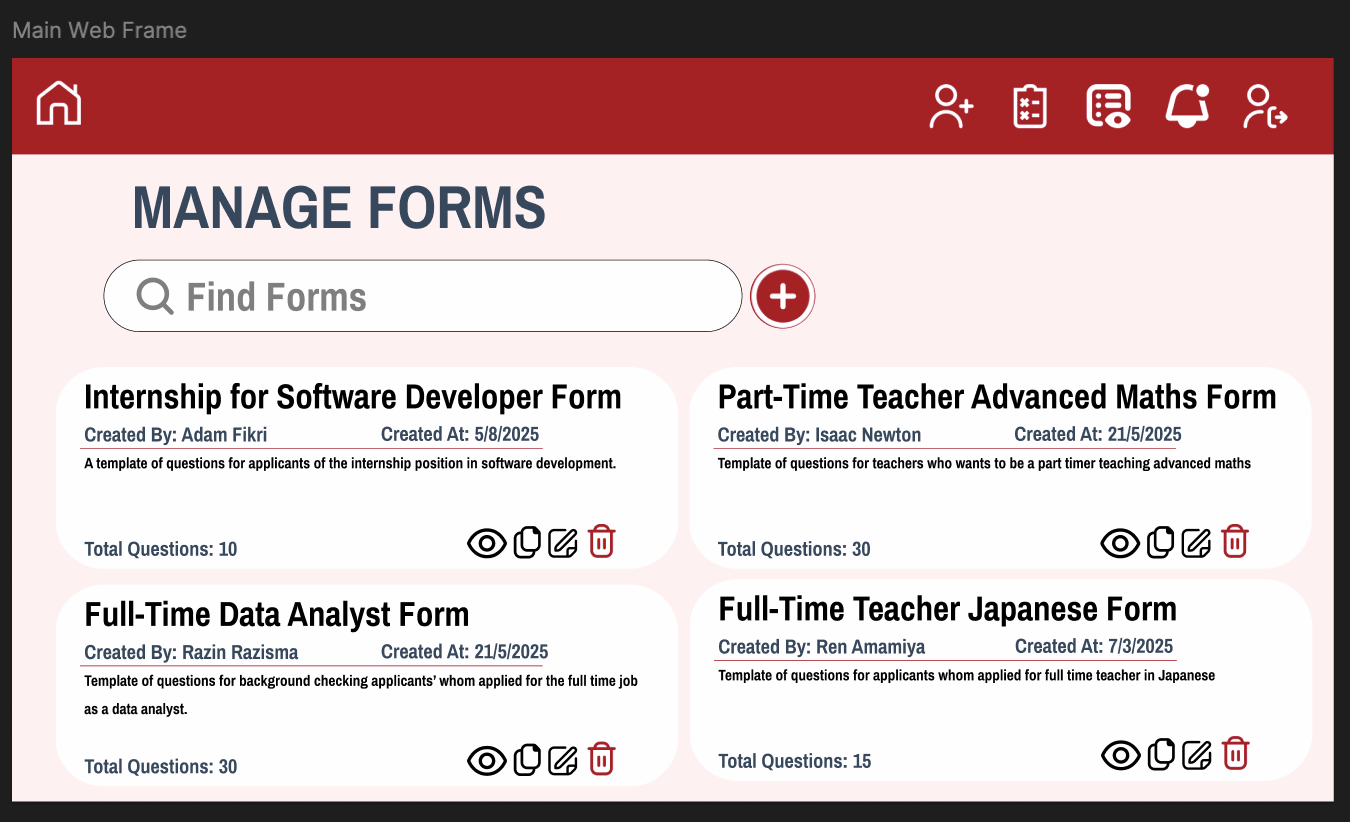 Main Web Frame
MANAGE FORMS
Find Forms
Internship for Software Developer Form
Created By: Adam Fikri
Created At: 5/8/2025
A template of questions for applicants of the internship position in software development.
Total Questions: 10
Part-Time Teacher Advanced Maths Form
Created By: Isaac Newton
Created At: 21/5/2025
Template of questions for teachers who wants to be a part timer teaching advanced maths
Total Questions: 30
Full-Time Data Analyst Form
Created By: Razin Razisma
Created At: 21/5/2025
Template of questions for background checking applicants’ whom applied for the full time job
as a data analyst.
Total Questions: 30
Full-Time Teacher Japanese Form
Created By: Ren Amamiya
Created At: 7/3/2025
Template of questions for applicants whom applied for full time teacher in Japanese
Total Questions: 15